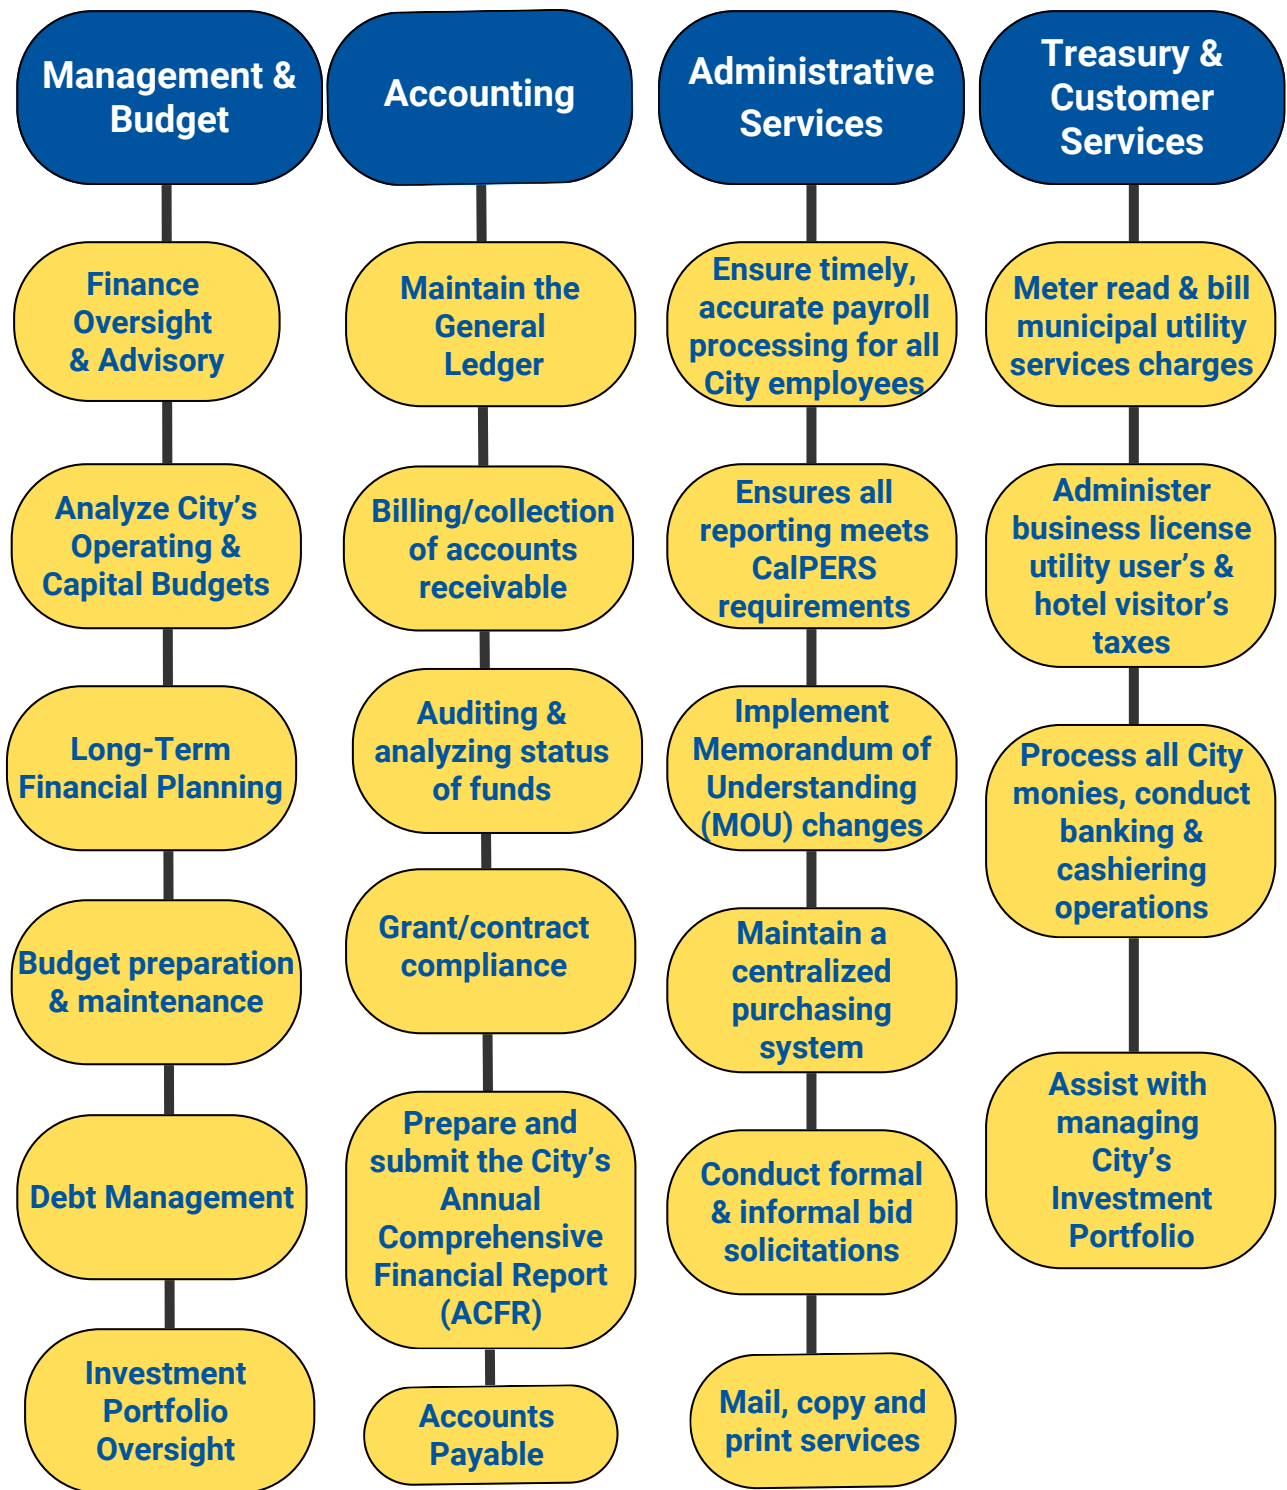 Management &
Budget
Finance
Oversight
& Advisory
Analyze City’s
Operating &
Capital Budgets
Long-Term
Financial Planning
Budget preparation
& maintenance
Debt Management
Investment
Portfolio
Oversight
Accounting
Maintain the
General
Ledger
Billing/collection
of accounts
receivable
Auditing &
analyzing status
of funds
Grant/contract
compliance
Prepare and
submit the City’s
Annual
Comprehensive
Financial Report
(ACFR)
Accounts
Payable
Administrative
Services
Ensure timely,
accurate payroll
processing for all
City employees
Ensures all
reporting meets
CalPERS
requirements
Implement
Memorandum of
Understanding
(MOU) changes
Maintain a
centralized
purchasing
system
Conduct formal
& informal bid
solicitations
Mail, copy and
print services
Treasury &
Customer
Services
Meter read & bill
municipal utility
services charges
Administer
business license
utility user’s &
hotel visitor’s
taxes
Process all City
monies, conduct
banking &
cashiering
operations
Assist with
managing
City’s
Investment
Portfolio